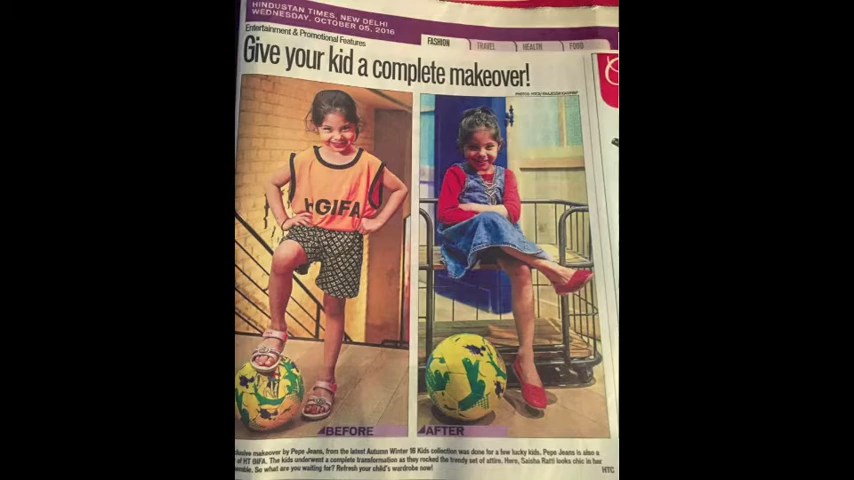 HINDUSTAN TIMES, NEW DELHI
WEDNESDAY, OCTOBER 05, 2016
Entertainment & Promotional Features
FASHION TRAVEL HEALTH FOOD
Give your kid a complete makeover!
HGIFA
BEFORE
AFTER
makeover by Pepe Jeans, from the latest Autumn Winter 16 Kids collection was done for a few lucky kids. Pepe Jeans is also a
of HT GIFA. The kids underwent a complete transformation as they rocked the trendy set of attire. Here, Saisha Ratti looks chic in her
So what are you waiting for? Refresh your child's wardrobe now!
HTC